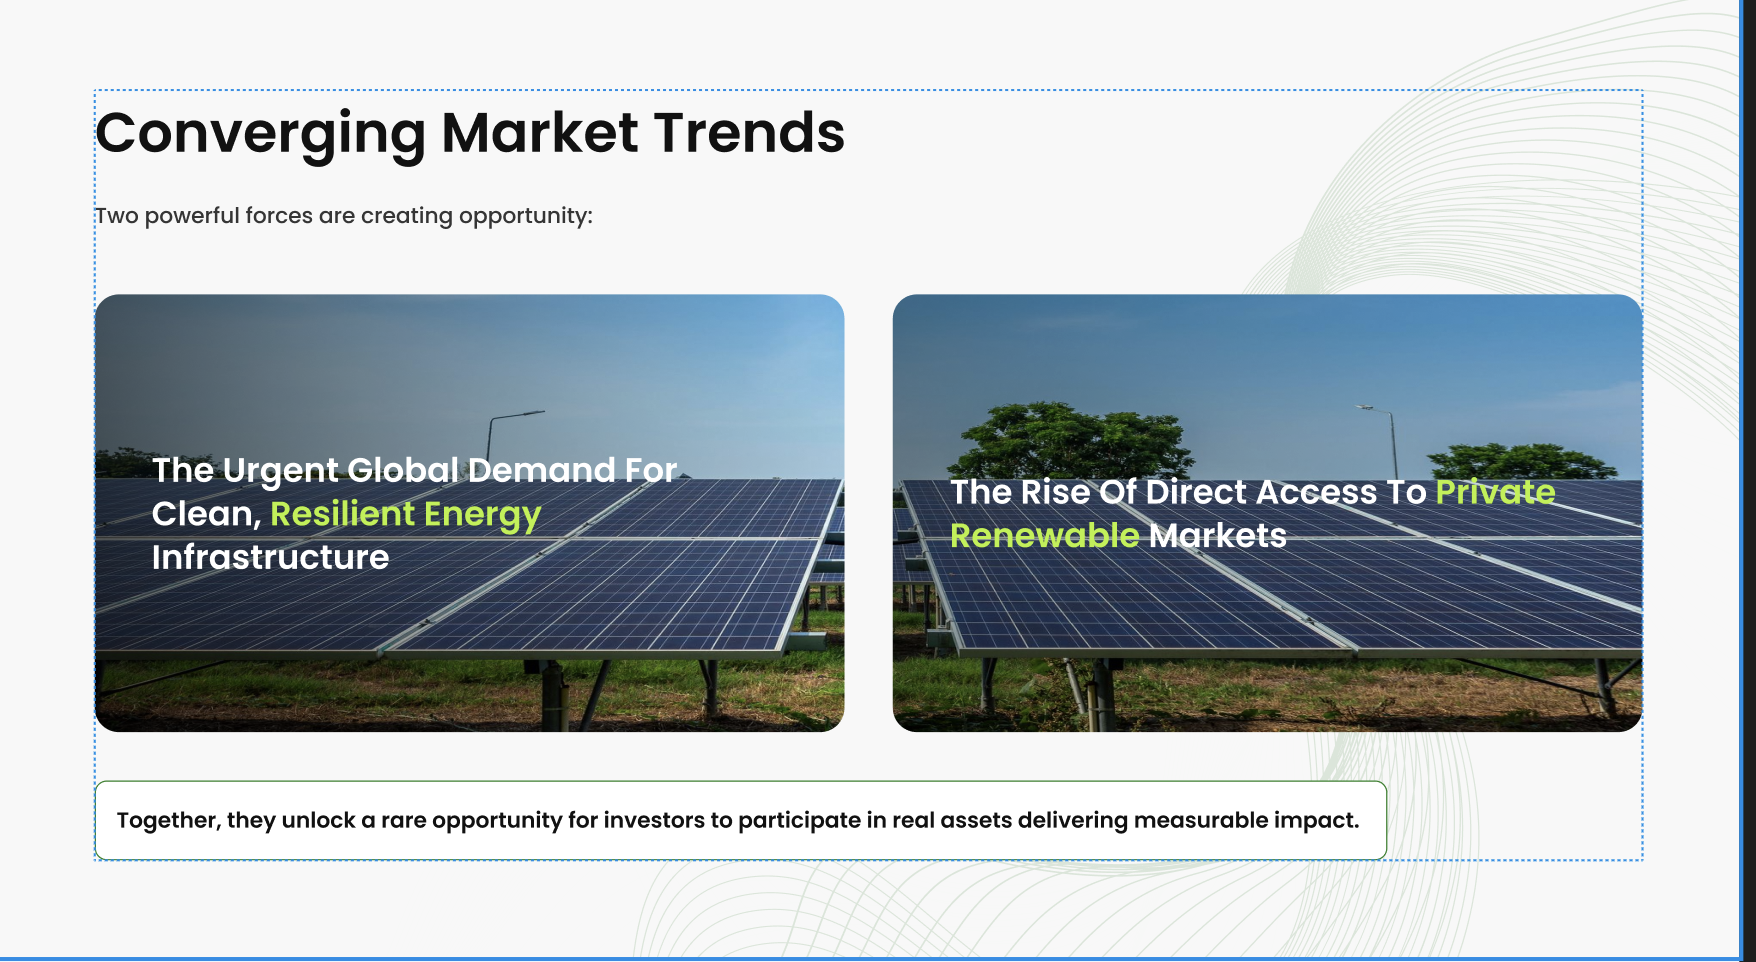 Converging Market Trends
Two powerful forces are creating opportunity:
The Urgent Global Demand For
Clean, Resilient Energy
Infrastructure
The Rise Of Direct Access To Private
Renewable Markets
Together, they unlock a rare opportunity for investors to participate in real assets delivering measurable impact.